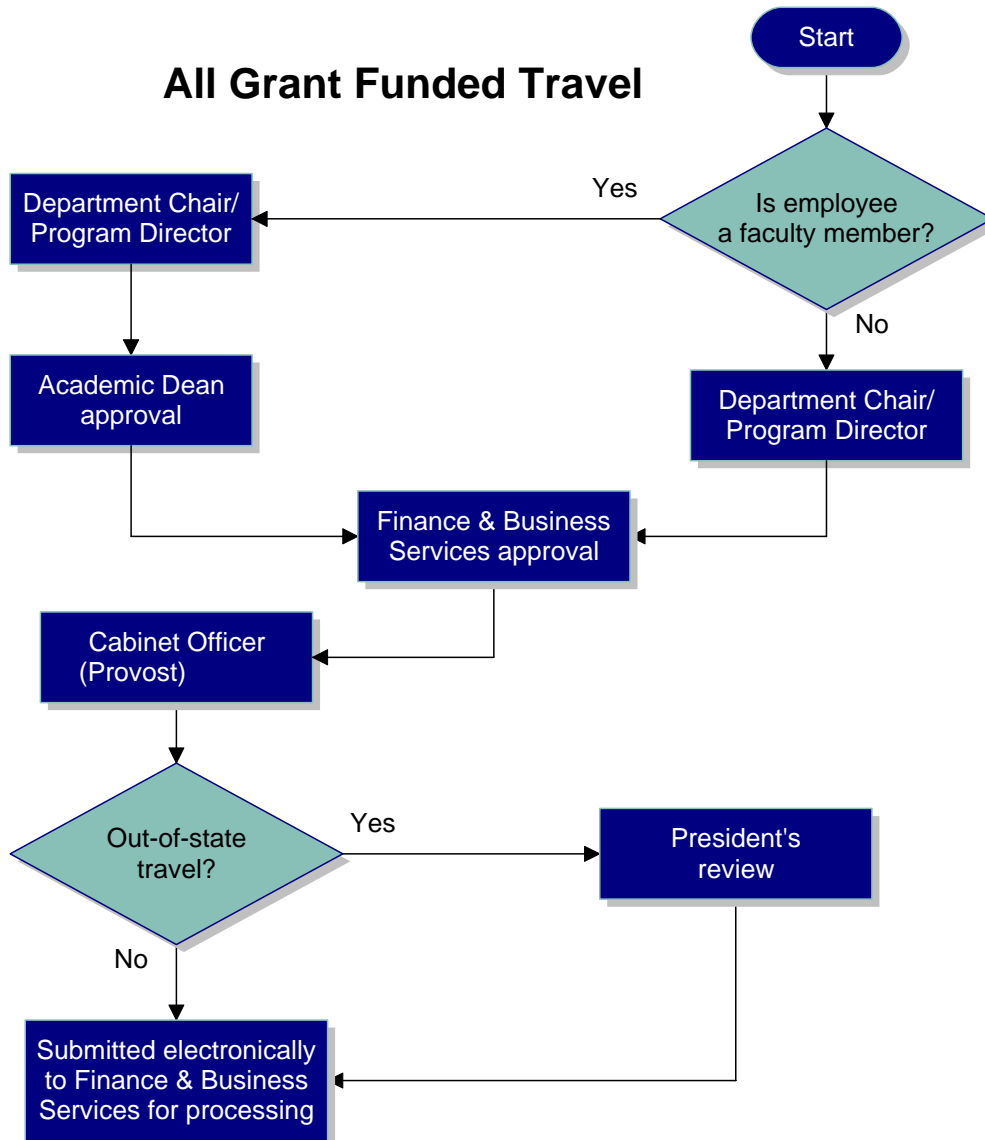 Start
All Grant Funded Travel
Yes
Is employee
a faculty member?
Department Chair/
Program Director
No
Academic Dean
approval
Department Chair/
Program Director
Finance & Business
Services approval
Cabinet Officer
(Provost)
Out-of-state
travel?
Yes
President's
review
No
Submitted electronically
to Finance & Business
Services for processing